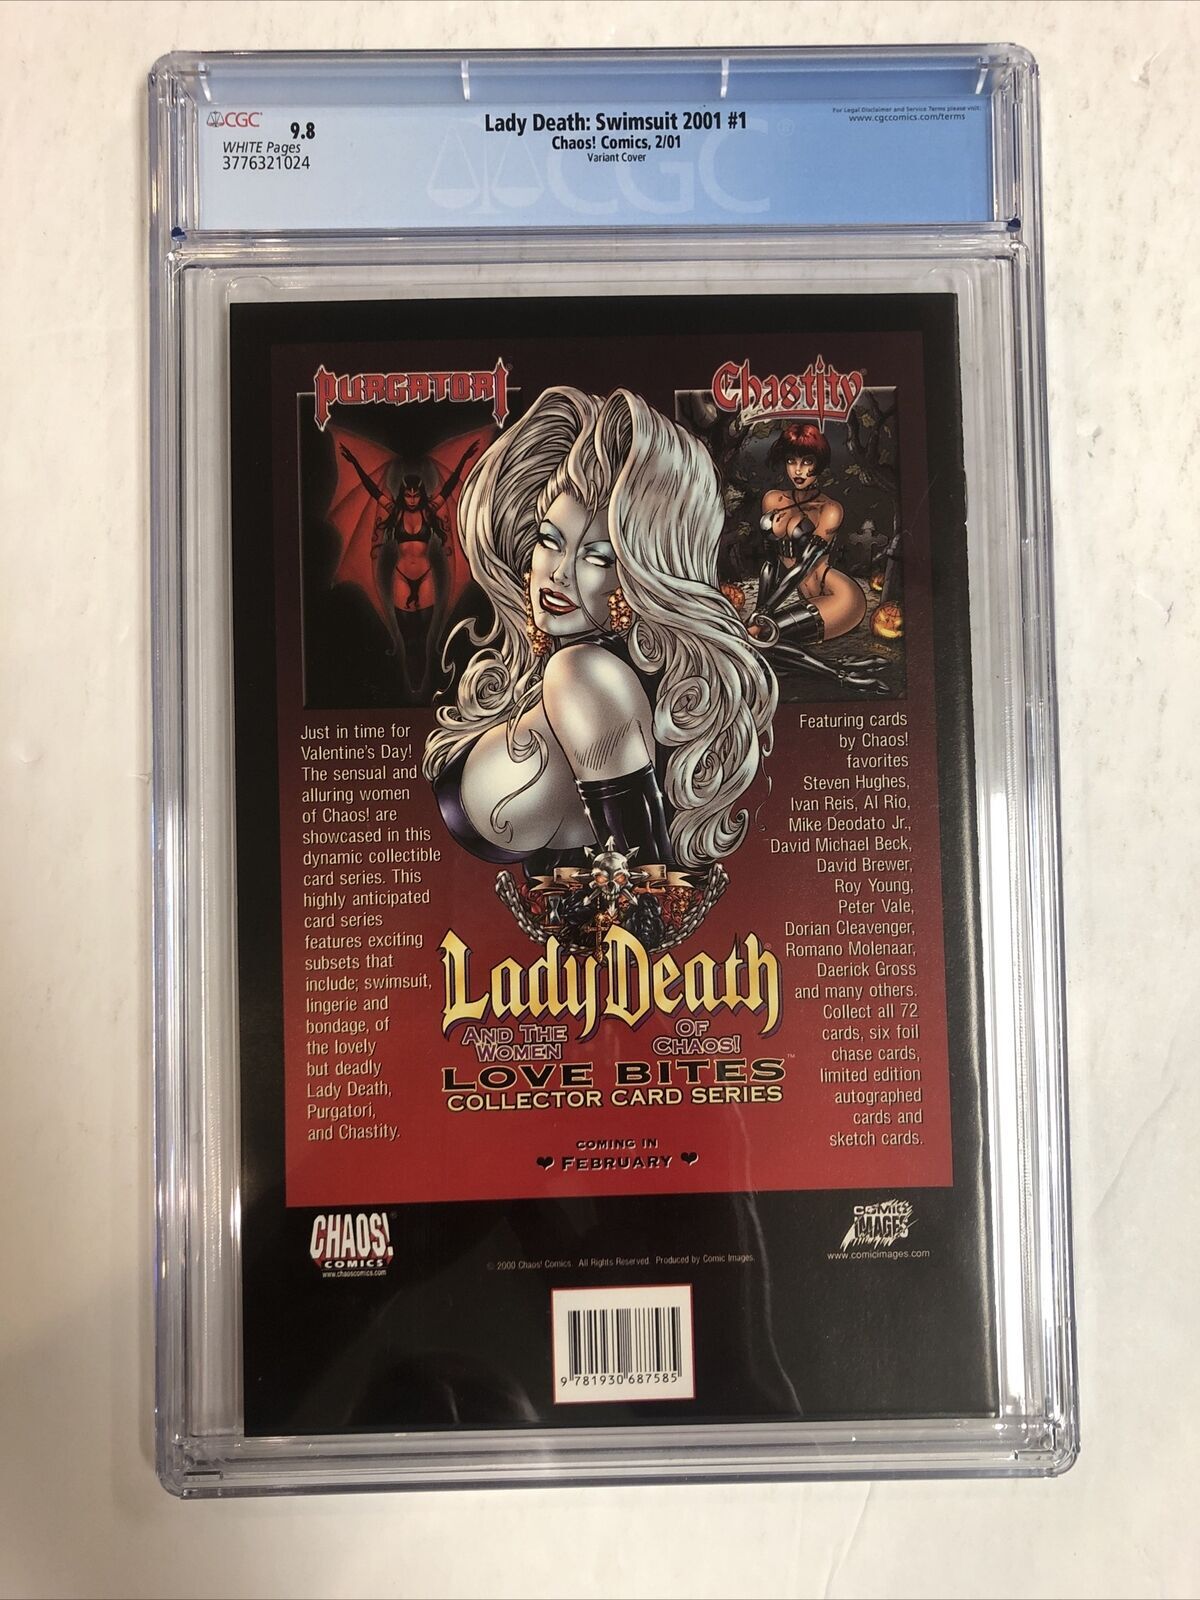 CGC
9.8
WHITE Pages
3776321024
Lady Death: Swimsuit 2001 #1
Chaos! Comics, 2/01
Variant Cover
For Legal Disclaimer and Service Terms please visit:
www.cgccomics.com/terms
CGC
PURGATORI
Chastity
Just in time for
Valentine's Day!
The sensual and
alluring women
of Chaos! are
showcased in this
dynamic collectible
card series. This
highly anticipated
card series
features exciting
subsets that
include; swimsuit,
lingerie and
bondage, of
the lovely
but deadly
Lady Death,
Purgatori,
and Chastity.
Featuring cards
by Chaos!
favorites
Steven Hughes,
Ivan Reis, Al Rio,
Mike Deodato Jr.,
David Michael Beck,
David Brewer,
Roy Young,
Peter Vale,
Dorian Cleavenger,
Romano Molenaar,
Daerick Gross
and many others.
Collect all 72
cards, six foil
chase cards,
limited edition
autographed
cards and
sketch cards.
Lady Death
AND THE WOMEN OF CHAOS!
LOVE BITES™
COLLECTOR CARD SERIES
COMING IN
♥ FEBRUARY ♥
CHAOS!®
COMICS
www.chaoscomics.com
© 2000 Chaos! Comics. All Rights Reserved. Produced by Comic Images.
COMIC
IMAGES
www.comicimages.com
9 781930 687585